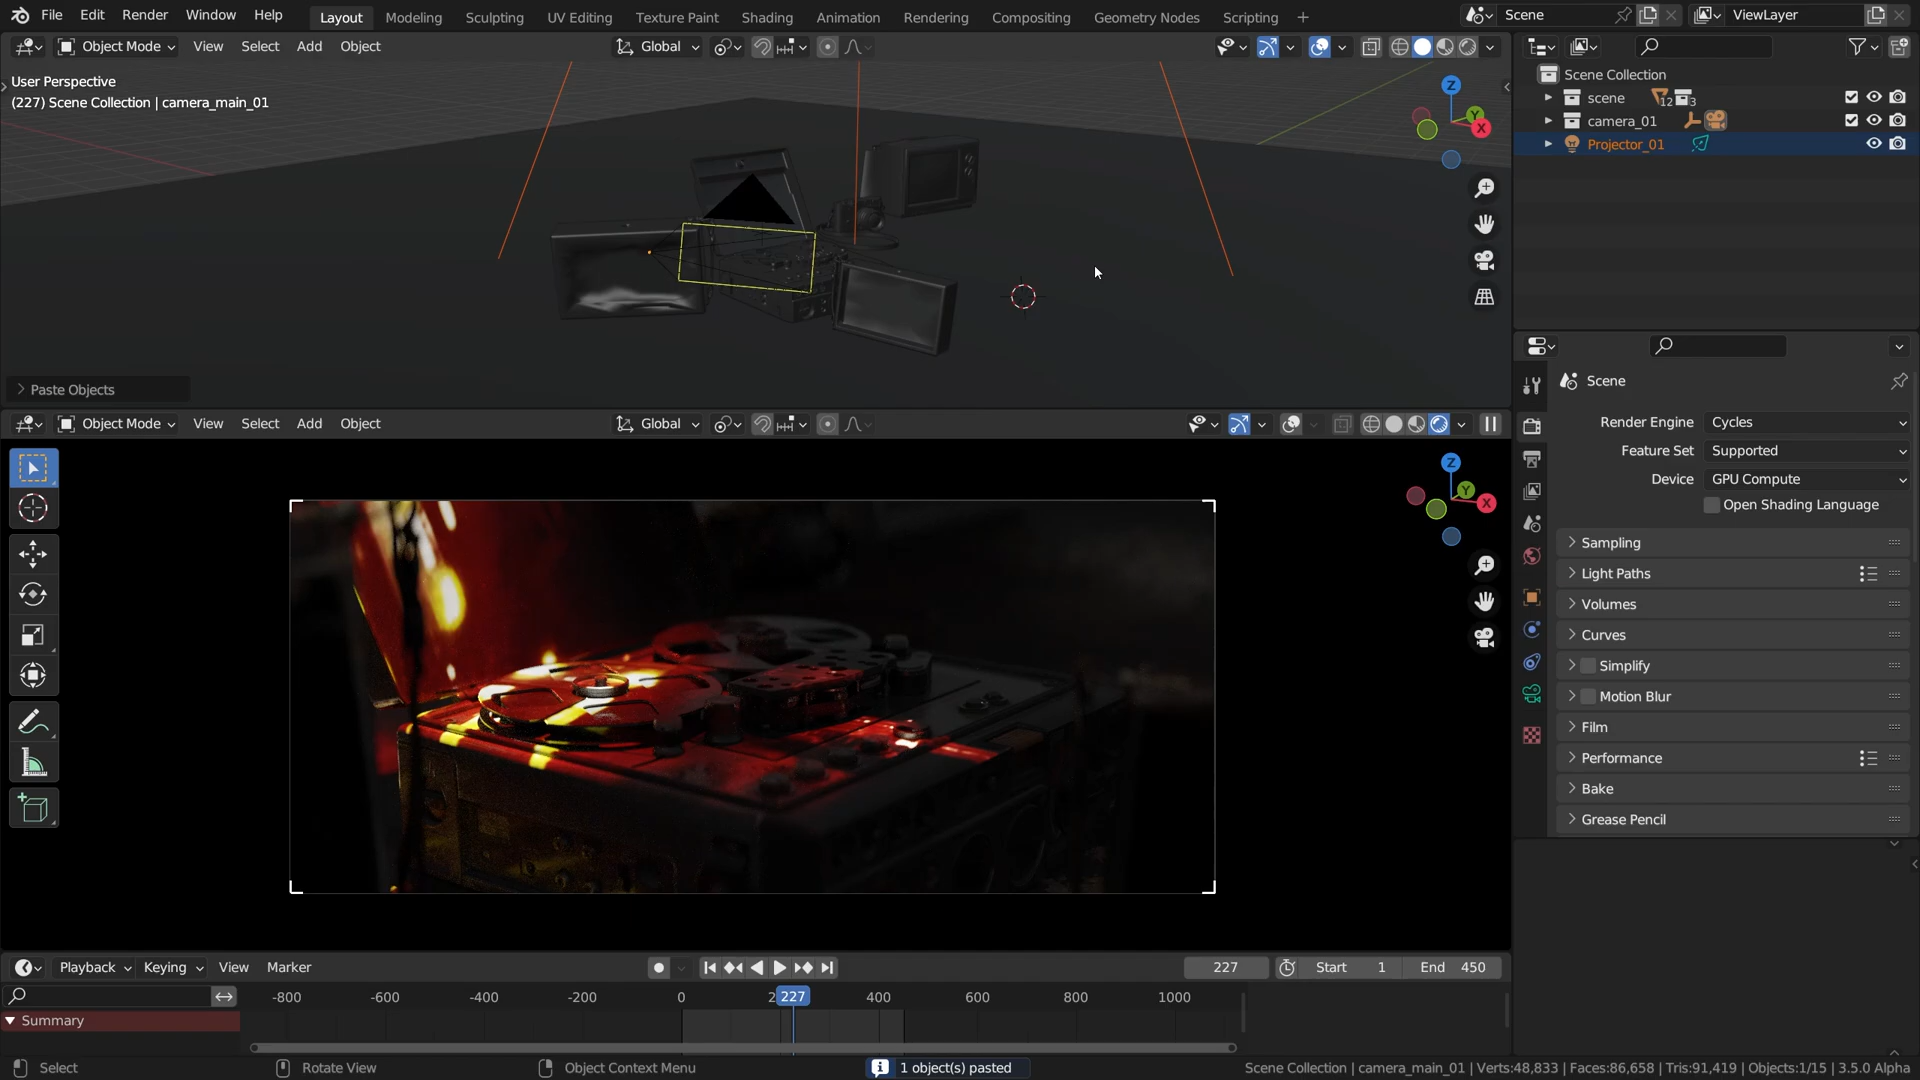 File Edit Render Window Help Layout Modeling Sculpting UV Editing Texture Paint Shading Animation Rendering Compositing Geometry Nodes Scripting + Scene ViewLayer
Object Mode View Select Add Object Global
User Perspective
(227) Scene Collection | camera_main_01
Z
Y
X
Paste Objects
Scene Collection
scene 12 3
camera_01
Projector_01
Scene
Render Engine Cycles
Feature Set Supported
Device GPU Compute
Open Shading Language
Sampling
Light Paths
Volumes
Curves
Simplify
Motion Blur
Film
Performance
Bake
Grease Pencil
Object Mode View Select Add Object Global
Z
Y
X
Playback Keying View Marker 227 Start 1 End 450
-800 -600 -400 -200 0 2 227 400 600 800 1000
Summary
Select Rotate View Object Context Menu 1 object(s) pasted Scene Collection | camera_main_01 | Verts:48,833 | Faces:86,658 | Tris:91,419 | Objects:1/15 | 3.5.0 Alpha